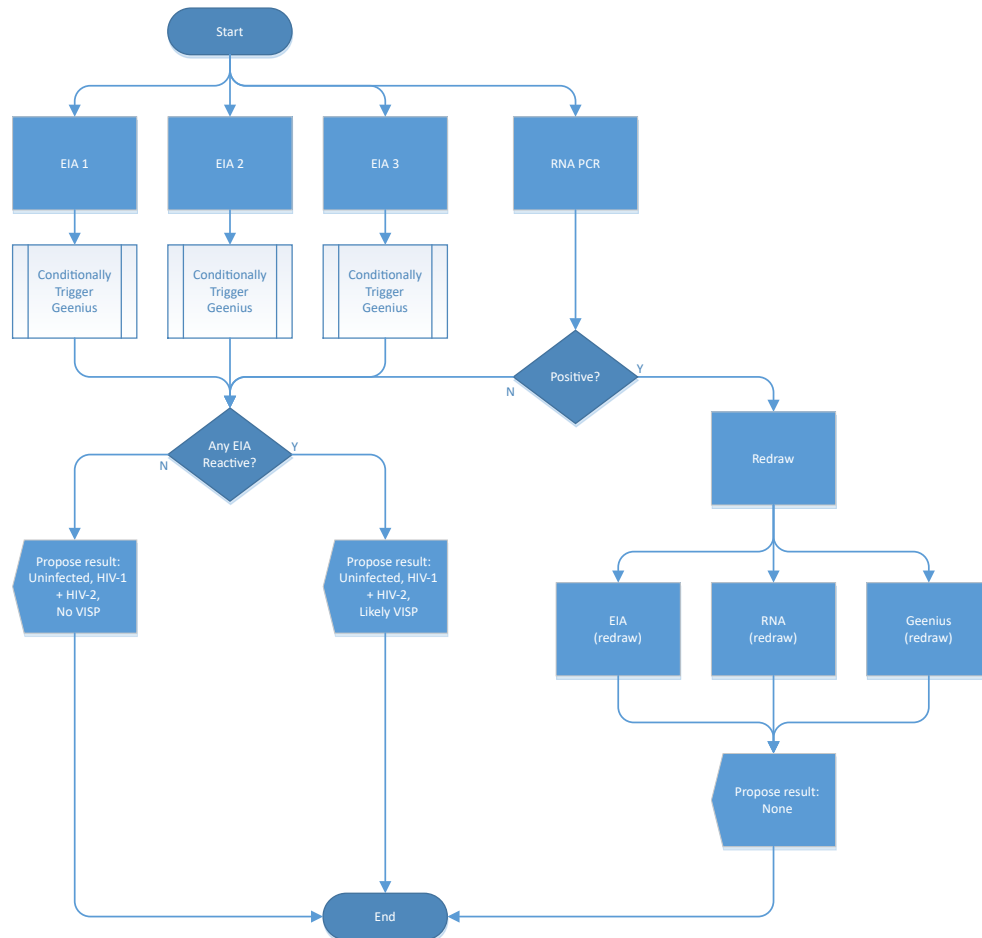 Start
EIA 1
EIA 2
EIA 3
RNA PCR
Conditionally
Trigger
Geenius
Conditionally
Trigger
Geenius
Conditionally
Trigger
Geenius
Positive?
N
Y
Any EIA
Reactive?
N
Y
Redraw
Propose result:
Uninfected, HIV-1
+ HIV-2,
No VISP
Propose result:
Uninfected, HIV-1
+ HIV-2,
Likely VISP
EIA
(redraw)
RNA
(redraw)
Geenius
(redraw)
Propose result:
None
End